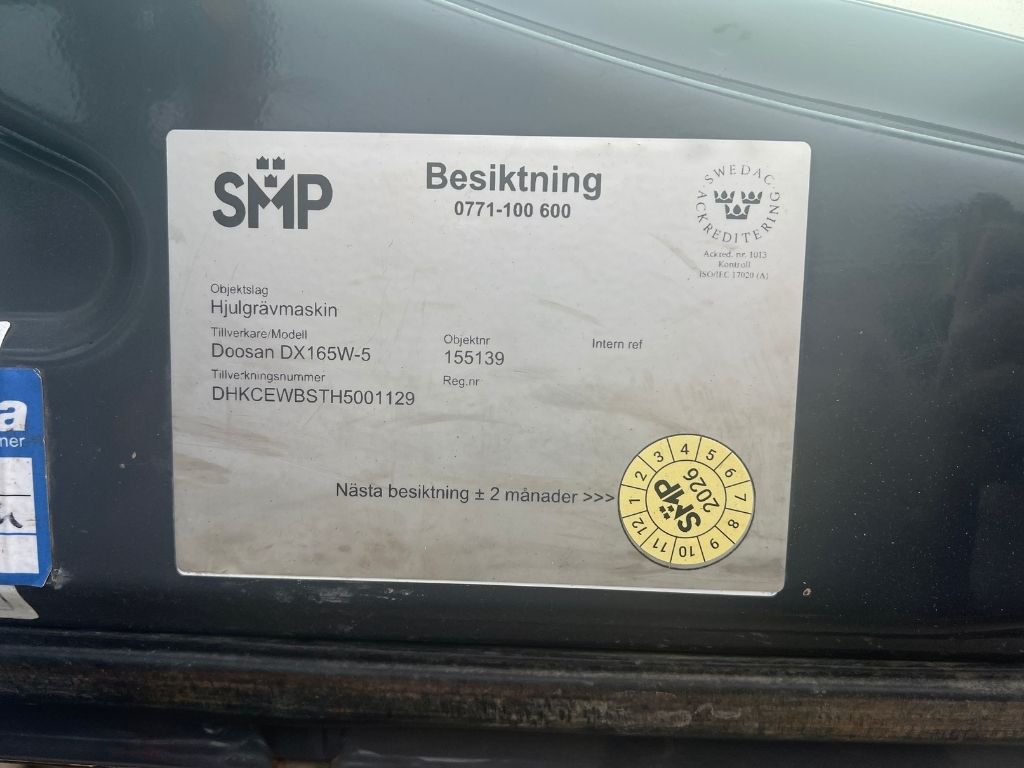 SMP
Besiktning
0771-100 600
SWEDAC ACKREDITERING
Ackred. nr. 1013
Kontroll
ISO/IEC 17020 (A)
Objektslag
Hjulgrävmaskin
Tillverkare/Modell
Doosan DX165W-5
Objektnr
155139
Intern ref
Tillverkningsnummer
DHKCEWBSTH5001129
Reg.nr
Nästa besiktning ± 2 månader >>>
1 2 3 4 5 6 7 8 9 10 11 12
SMP
2026
a
ner